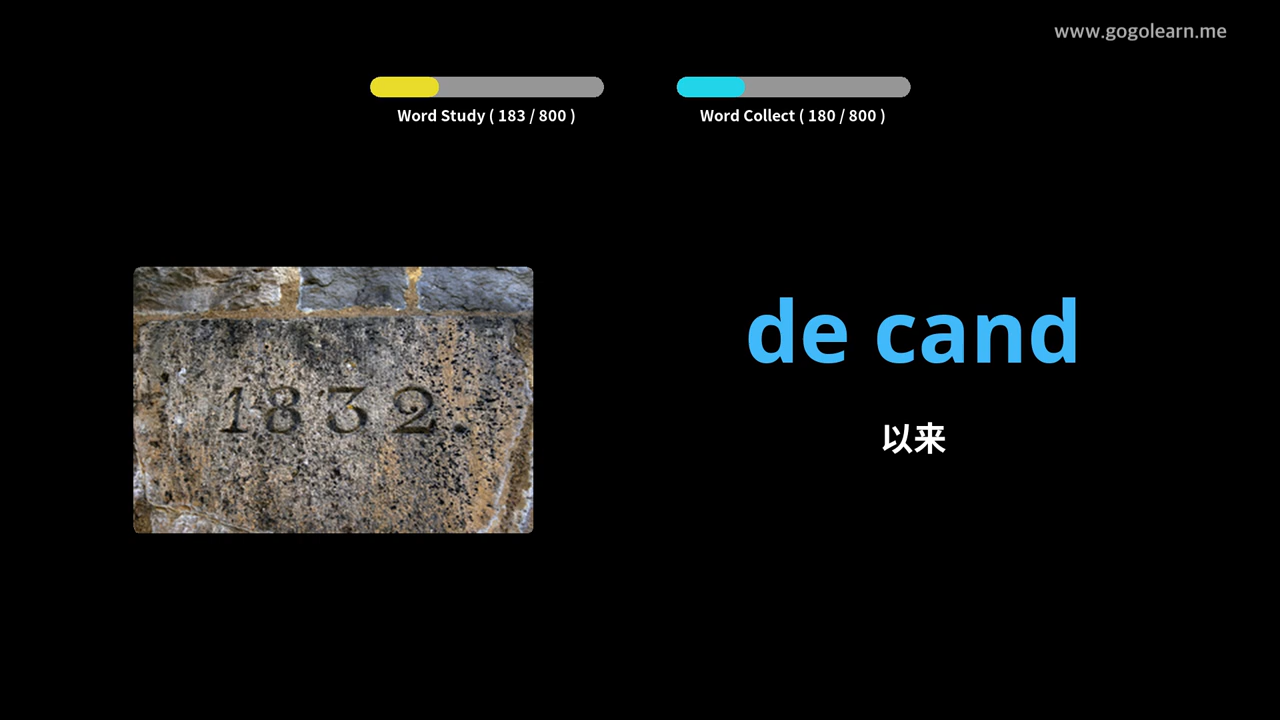 www.gogolearn.me
Word Study ( 183 / 800 )
Word Collect ( 180 / 800 )
1832.
de cand
以来